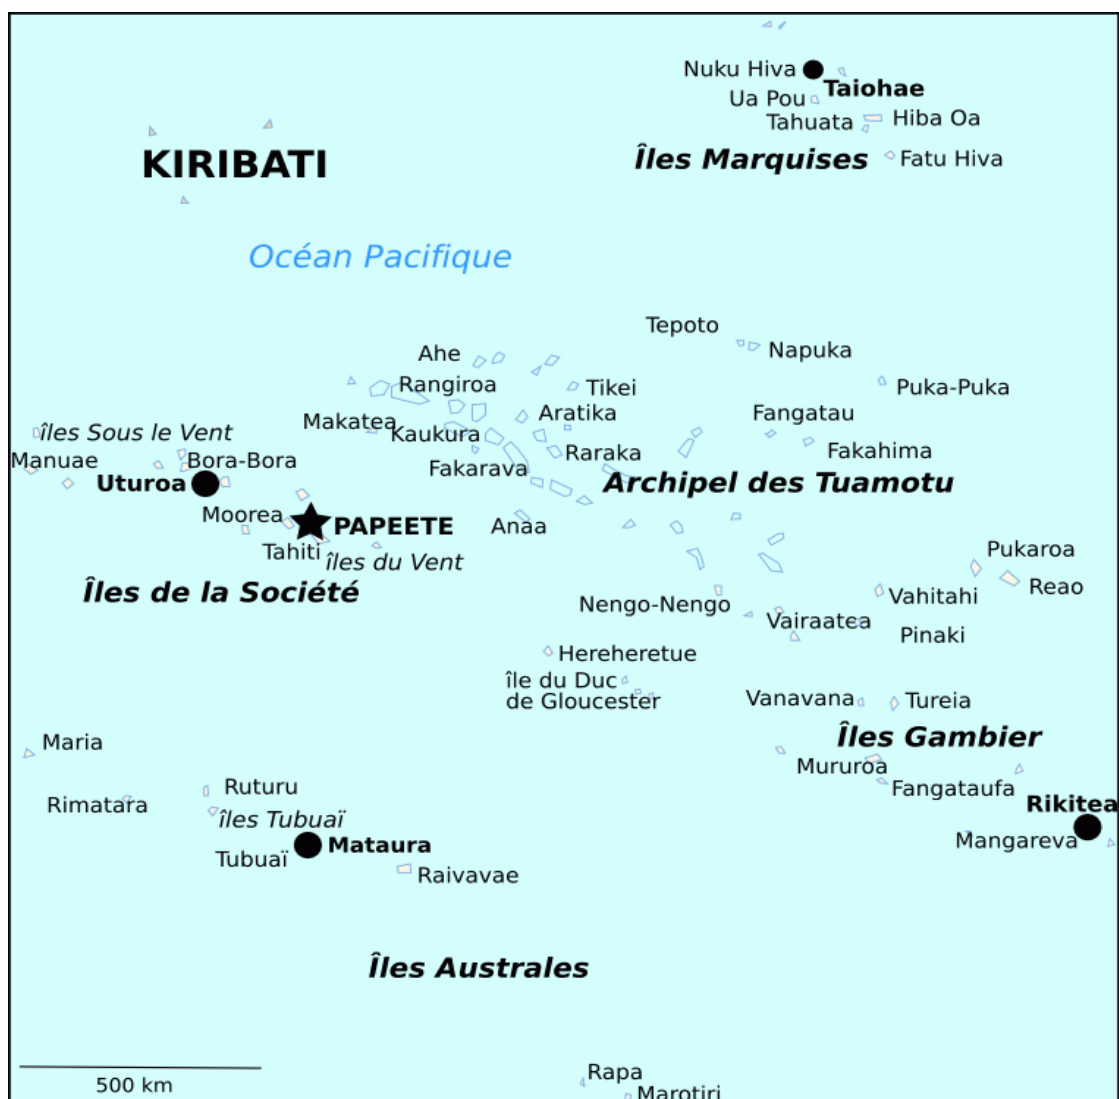 Nuku Hiva
Taiohae
Ua Pou
Hiba Oa
Tahuata
Îles Marquises
Fatu Hiva
KIRIBATI
Océan Pacifique
Tepoto
Napuka
Ahe
Rangiroa
Tikei
Puka-Puka
Makatea
Aratika
Fangatau
îles Sous le Vent
Kaukura
Raraka
Fakahima
Manuae
Bora-Bora
Fakarava
Uturoa
Archipel des Tuamotu
Moorea
PAPEETE
Anaa
Tahiti
îles du Vent
Pukaroa
Îles de la Société
Reao
Nengo-Nengo
Vahitahi
Vairaatea
Pinaki
Hereheretue
île du Duc
de Gloucester
Vanavana
Tureia
Îles Gambier
Maria
Mururoa
Ruturu
Fangataufa
Rimatara
îles Tubuaï
Rikitea
Mataura
Mangareva
Tubuaï
Raivavae
Îles Australes
Rapa
500 km
Marotiri